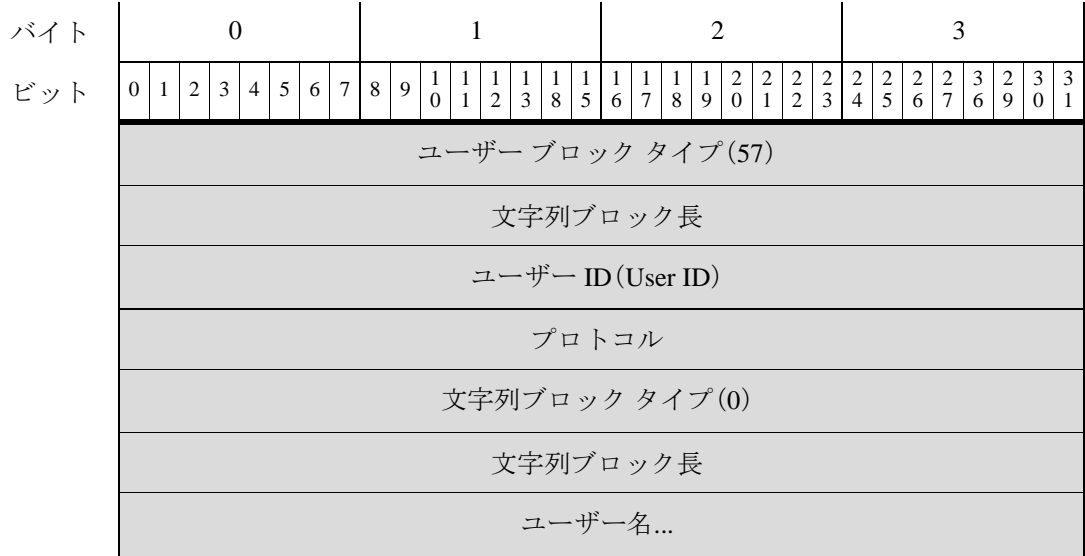 バイト 0 1 2 3
ビット 0 1 2 3 4 5 6 7 8 9 10 11 12 13 18 15 16 17 18 19 20 21 22 23 24 25 26 27 36 29 30 31
ユーザー ブロック タイプ(57)
文字列ブロック長
ユーザー ID(User ID)
プロトコル
文字列ブロック タイプ(0)
文字列ブロック長
ユーザー名...